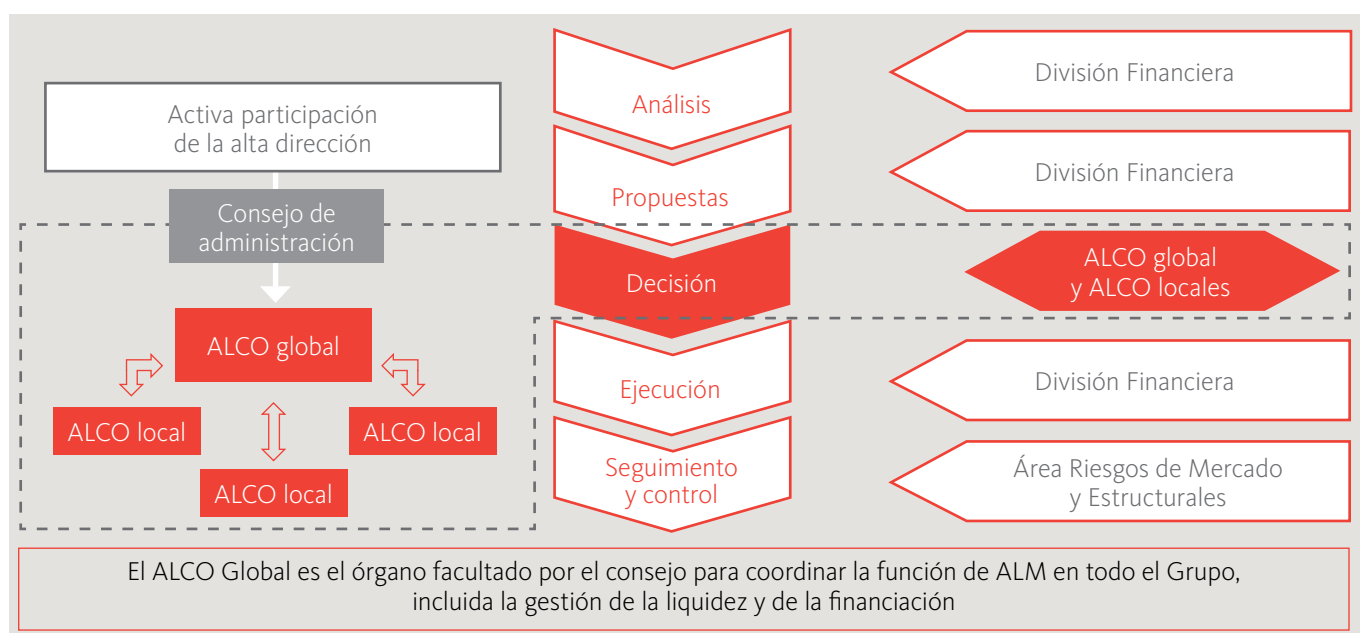 Activa participación
de la alta dirección
Consejo de
administración
ALCO global
ALCO local
ALCO local
ALCO local
Análisis
Propuestas
Decisión
Ejecución
Seguimiento
y control
División Financiera
División Financiera
ALCO global
y ALCO locales
División Financiera
Área Riesgos de Mercado
y Estructurales
El ALCO Global es el órgano facultado por el consejo para coordinar la función de ALM en todo el Grupo,
incluida la gestión de la liquidez y de la financiación